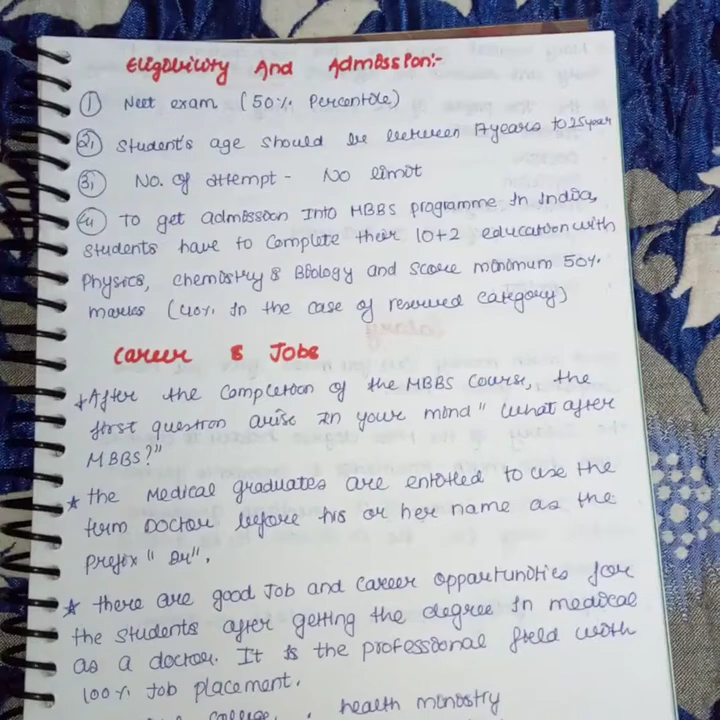 Eligibility And Admission:-
① Neet exam (50% Percentile)
②, Student's age should be between 17years to 25year
③, No. of attempt - No limit
④, To get admission Into MBBS programme In India,
students have to Complete their 10+2 education with
Physics, chemistry & Biology and Score minimum 50%
marks (40% In the case of reserved category)
Career & Jobs
After the completion of the MBBS Course, the
first question arise In your mind "What after
MBBS?"
★ the Medical graduates are entitled to use the
term Doctor before his or her name as the
Prefix "Dr".
★ there are good Job and Career opportunities for
the students after getting the degree In medical
as a doctor. It Is the professional field with
100% Job placement.
college, health ministry